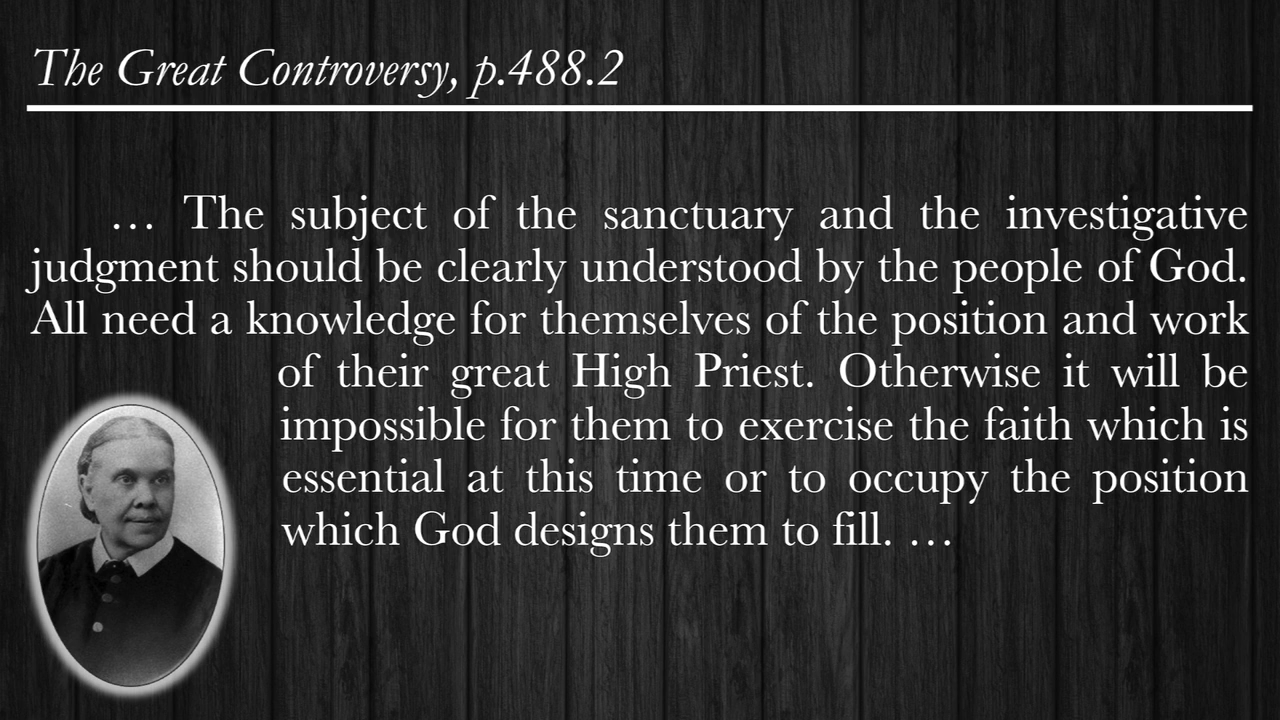 The Great Controversy, p.488.2
… The subject of the sanctuary and the investigative
judgment should be clearly understood by the people of God.
All need a knowledge for themselves of the position and work
of their great High Priest. Otherwise it will be
impossible for them to exercise the faith which is
essential at this time or to occupy the position
which God designs them to fill. …